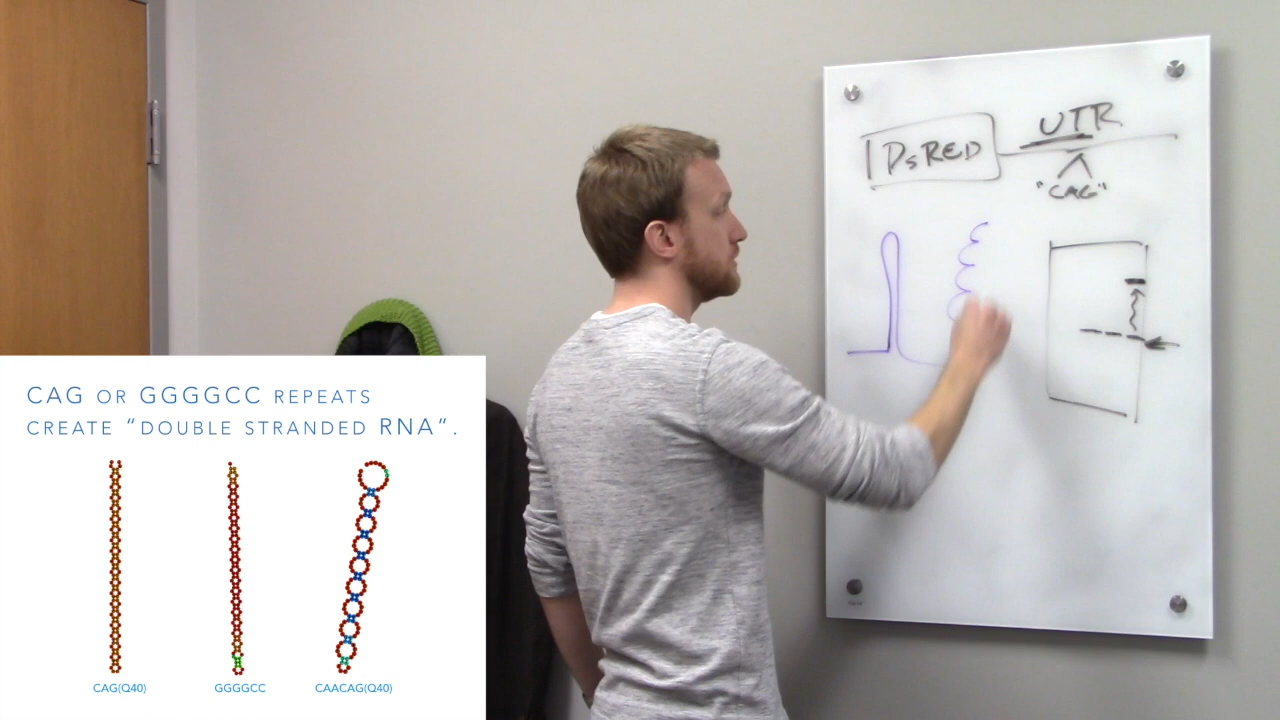 UTR
DsRED
"CAG"
CAG OR GGGGCC REPEATS
CREATE “DOUBLE STRANDED RNA”.
CAG(Q40) GGGGCC CAACAG(Q40)